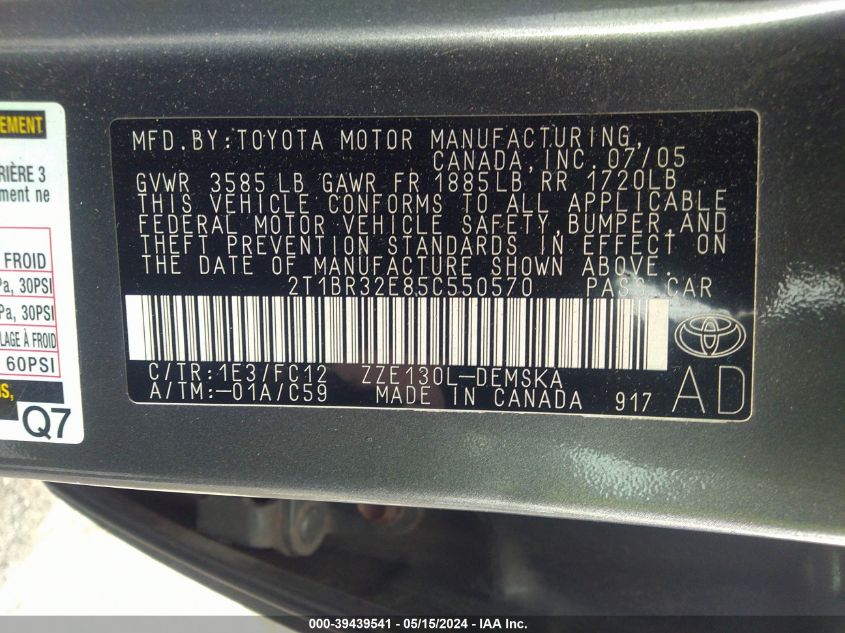 EMENT
RIÈRE 3
ment ne
FROID
Pa, 30PSI
Pa, 30PSI
LAGE À FROID
60PSI
S,
Q7
MFD.BY:TOYOTA MOTOR MANUFACTURING,
CANADA,INC.07/05
GVWR 3585LB GAWR FR 1885LB RR 1720LB
THIS VEHICLE CONFORMS TO ALL APPLICABLE
FEDERAL MOTOR VEHICLE SAFETY,BUMPER,AND
THEFT PREVENTION STANDARDS IN EFFECT ON
THE DATE OF MANUFACTURE SHOWN ABOVE.
2T1BR32E85C550570 PASS.CAR
C/TR:1E3/FC12 ZZE130L-DEMSKA
A/TM:-01A/C59 MADE IN CANADA 917 AD
000-39439541 - 05/15/2024 - IAA Inc.